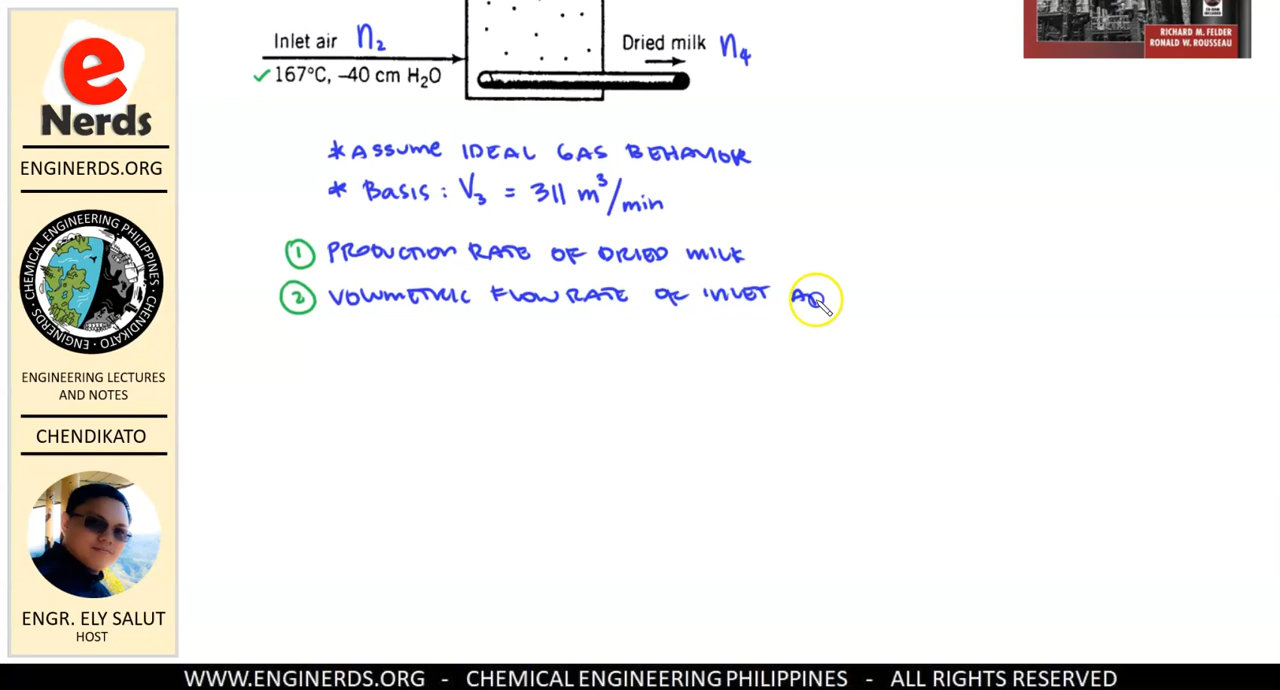 e
Nerds
ENGINERDS.ORG
CHEMICAL ENGINEERING PHILIPPINES
CHENDIKATO · ENGINERDS.ORG
ENGINEERING LECTURES
AND NOTES
CHENDIKATO
ENGR. ELY SALUT
HOST
Inlet air n₂
✓ 167°C, –40 cm H₂O
Dried milk n₄
RICHARD M. FELDER
RONALD W. ROUSSEAU
* ASSUME IDEAL GAS BEHAVIOR
* Basis : V₃ = 311 m³/min
① PRODUCTION RATE OF DRIED MILK
② VOLUMETRIC FLOW RATE OF INLET
WWW.ENGINERDS.ORG - CHEMICAL ENGINEERING PHILIPPINES - ALL RIGHTS RESERVED